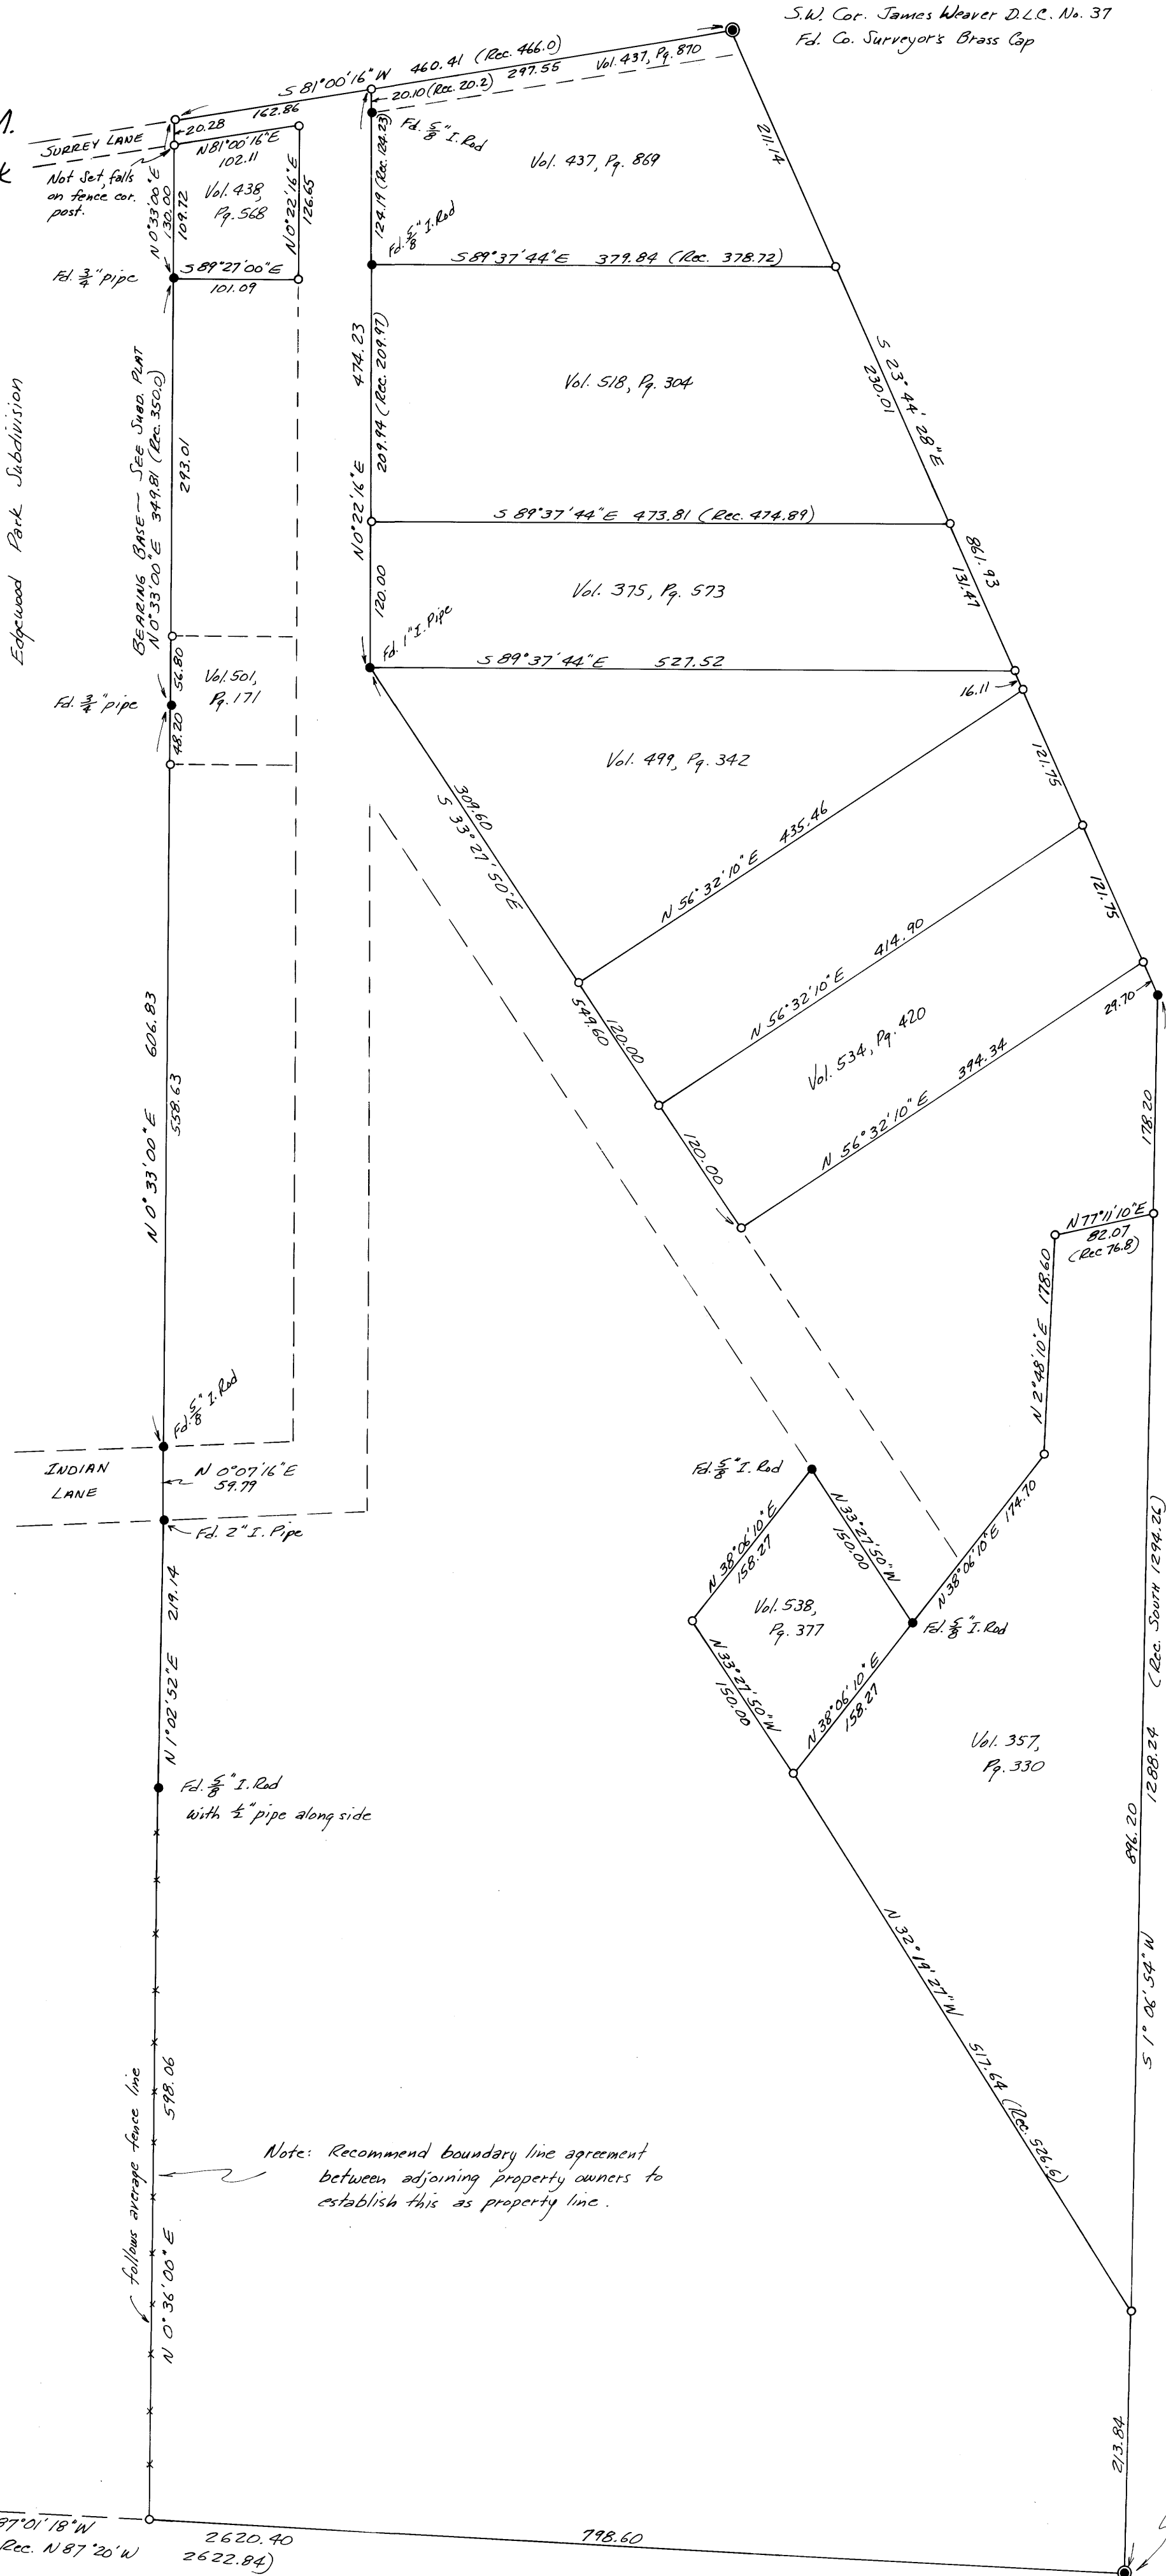 S.W. Cor. James Weaver D.L.C. No. 37
Fd. Co. Surveyor's Brass Cap
S 81°00'16" W 460.41 (Rec. 466.0)
297.55
Vol. 437, Pg. 870
20.10 (Rec. 20.2)
162.86
20.28
SURREY LANE
N 81°00'16" E
102.11
Not Set, falls
on fence cor.
post.
N 0°33'00" E
130.00
109.72
Vol. 438,
Pg. 568
N 0°22'16" E
126.65
Fd. 5/8" I. Rod
124.19 (Rec. 124.23)
Vol. 437, Pg. 869
211.14
Fd. 5/8" I. Rod
S 89°37'44" E 379.84 (Rec. 378.72)
Fd. 3/4" pipe
S 89°27'00" E
101.09
Edgewood Park Subdivision
BEARING BASE — SEE SUBD. PLAT
N 0°33'00" E 349.81 (Rec. 350.0)
293.01
474.23
N 0°22'16" E
209.94 (Rec. 209.97)
Vol. 518, Pg. 304
S 23°44'28" E
230.01
S 89°37'44" E 473.81 (Rec. 474.89)
861.93
131.47
120.00
Vol. 375, Pg. 573
Fd. 1" I. Pipe
S 89°37'44" E 527.52
16.11
56.80
Vol. 501,
Pg. 171
Fd. 3/4" pipe
48.20
Vol. 499, Pg. 342
309.60
S 33°27'50" E
N 56°32'10" E 435.46
121.75
N 56°32'10" E 414.90
121.75
549.60
120.00
Vol. 534, Pg. 420
29.70
N 56°32'10" E 394.34
120.00
N 0°33'00" E 606.83
558.63
178.20
N 77°11'10" E
82.07
(Rec 76.8)
N 2°48'10" E 178.60
Fd. 5/8" I. Rod
INDIAN
LANE
N 0°07'16" E
59.79
Fd. 2" I. Pipe
Fd. 5/8" I. Rod
N 38°06'10" E
158.27
N 33°27'50" W
150.00
N 38°06'10" E 174.70
Vol. 538,
Pg. 377
Fd. 5/8" I. Rod
N 33°27'50" W
150.00
N 38°06'10" E
158.27
N 1°02'52" E 219.14
Fd. 5/8" I. Rod
with 1/2" pipe along side
Vol. 357,
Pg. 330
S 1°06'54" W 1288.24 (Rec. SOUTH 1294.26)
896.20
N 32°19'27" W 517.64 (Rec. 526.6)
follows average fence line
N 0°36'00" E 598.06
Note: Recommend boundary line agreement
between adjoining property owners to
establish this as property line.
213.84
87°01'18" W
2620.40
798.60
Rec. N 87°20' W 2622.84)